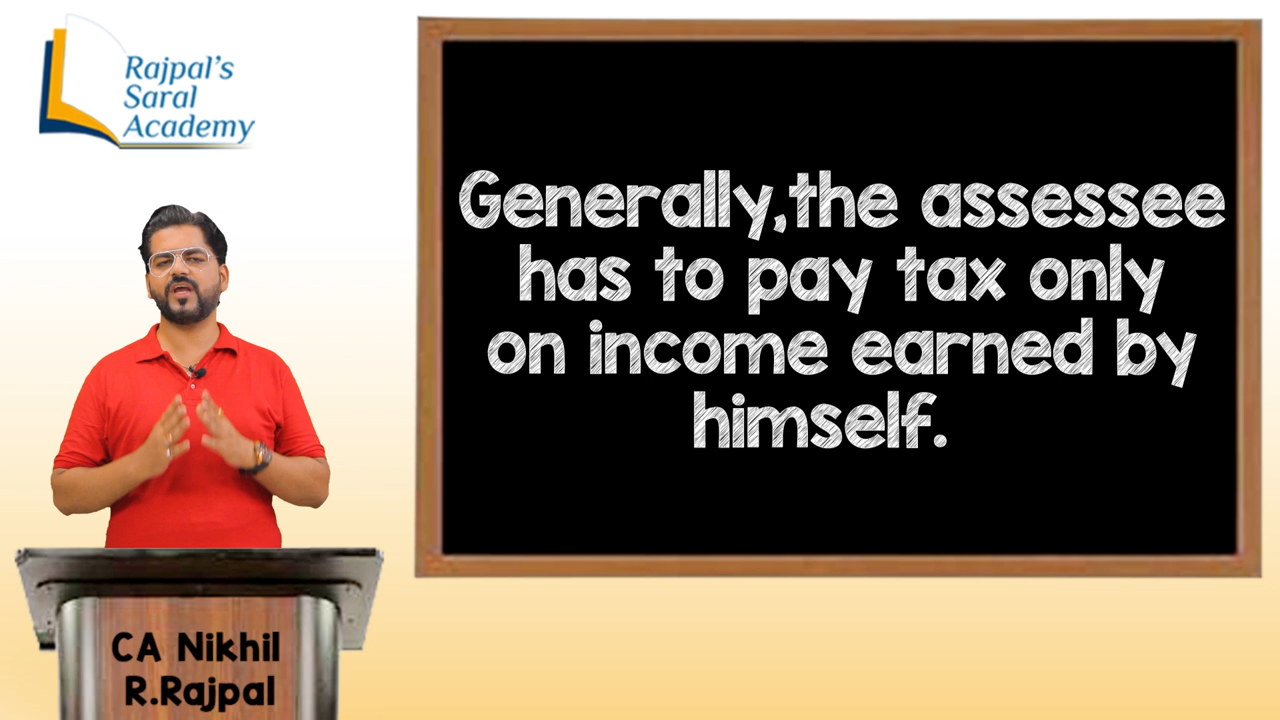 Rajpal's
Saral
Academy
Generally,the assessee
has to pay tax only
on income earned by
himself.
CA Nikhil
R.Rajpal